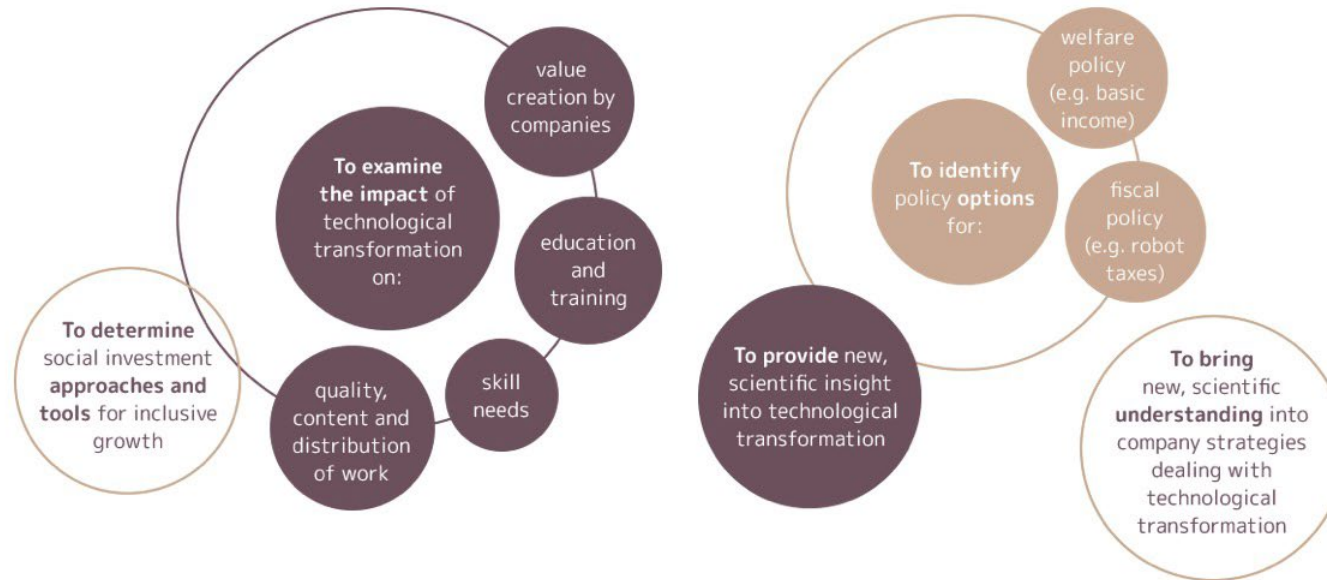 value
creation by
companies
To examine
the impact of
technological
transformation
on:
education
and
training
skill
needs
quality,
content and
distribution
of work
To determine
social investment
approaches and
tools for inclusive
growth
welfare
policy
(e.g. basic
income)
To identify
policy options
for:
fiscal
policy
(e.g. robot
taxes)
To provide new,
scientific insight
into technological
transformation
To bring
new, scientific
understanding into
company strategies
dealing with
technological
transformation